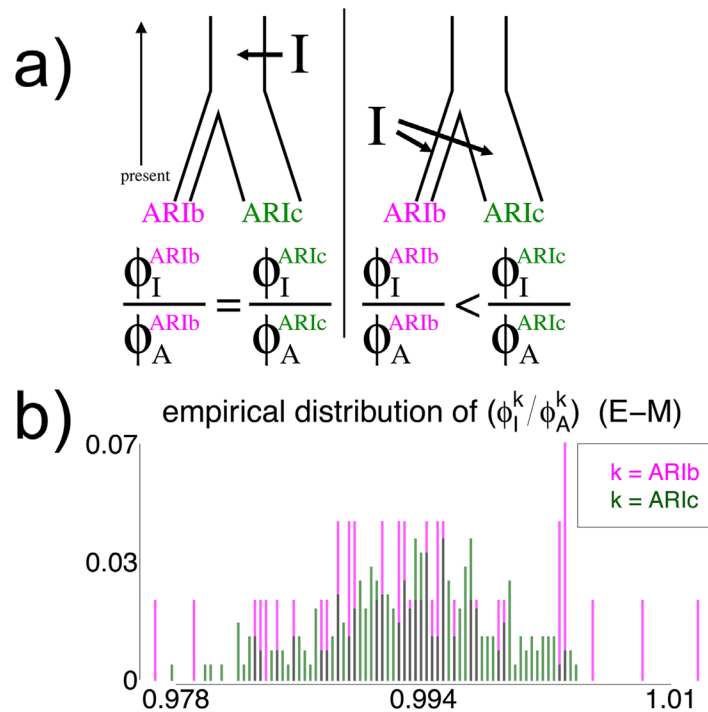 a)
I
I
present
ARIb ARIc
ARIb ARIc
ϕ_I^ARIb / ϕ_A^ARIb = ϕ_I^ARIc / ϕ_A^ARIc
ϕ_I^ARIb / ϕ_A^ARIb < ϕ_I^ARIc / ϕ_A^ARIc
b)
empirical distribution of (ϕ_I^k/ϕ_A^k) (E−M)
0.07
k = ARIb
k = ARIc
0.03
0
0.978 0.994 1.01